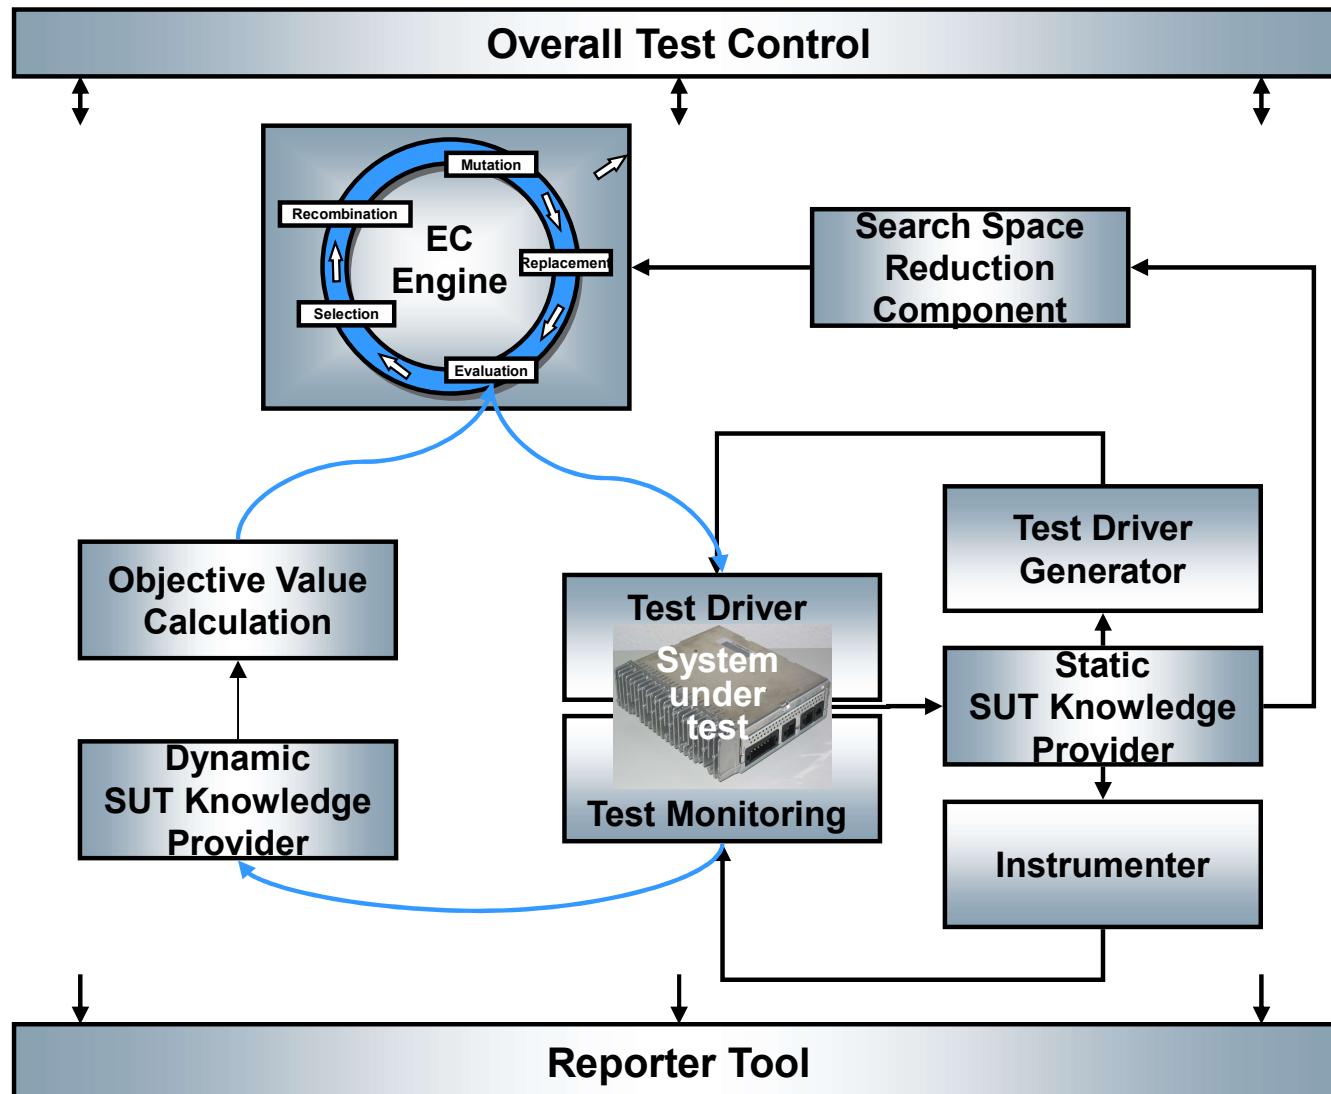 Overall Test Control
Mutation
Recombination
EC
Engine
Replacement
Selection
Evaluation
Search Space
Reduction
Component
Test Driver
Generator
Objective Value
Calculation
Test Driver
System
under
test
Static
SUT Knowledge
Provider
Dynamic
SUT Knowledge
Provider
Test Monitoring
Instrumenter
Reporter Tool